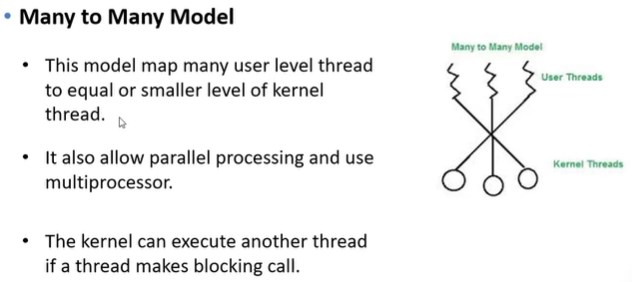 • Many to Many Model
• This model map many user level thread
to equal or smaller level of kernel
thread.
• It also allow parallel processing and use
multiprocessor.
• The kernel can execute another thread
if a thread makes blocking call.
Many to Many Model
User Threads
Kernel Threads